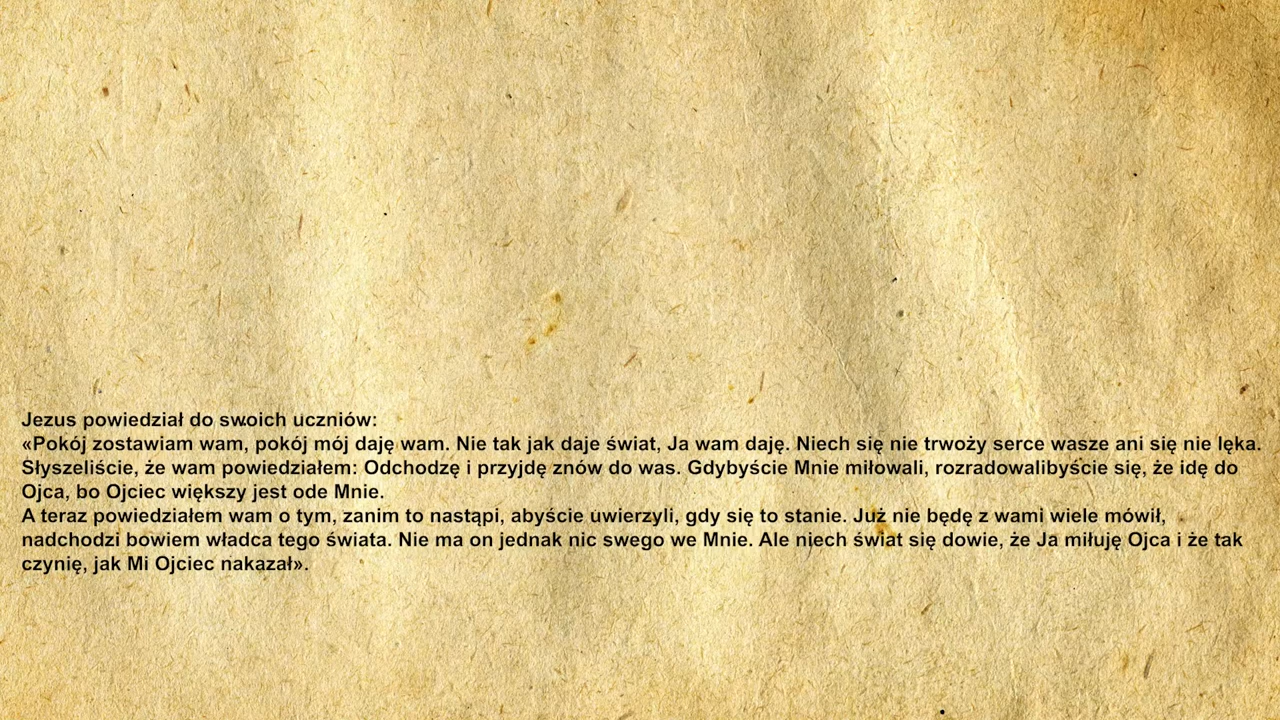 Jezus powiedział do swoich uczniów:
«Pokój zostawiam wam, pokój mój daję wam. Nie tak jak daje świat, Ja wam daję. Niech się nie trwoży serce wasze ani się nie lęka.
Słyszeliście, że wam powiedziałem: Odchodzę i przyjdę znów do was. Gdybyście Mnie miłowali, rozradowalibyście się, że idę do
Ojca, bo Ojciec większy jest ode Mnie.
A teraz powiedziałem wam o tym, zanim to nastąpi, abyście uwierzyli, gdy się to stanie. Już nie będę z wami wiele mówił,
nadchodzi bowiem władca tego świata. Nie ma on jednak nic swego we Mnie. Ale niech świat się dowie, że Ja miłuję Ojca i że tak
czynię, jak Mi Ojciec nakazał».